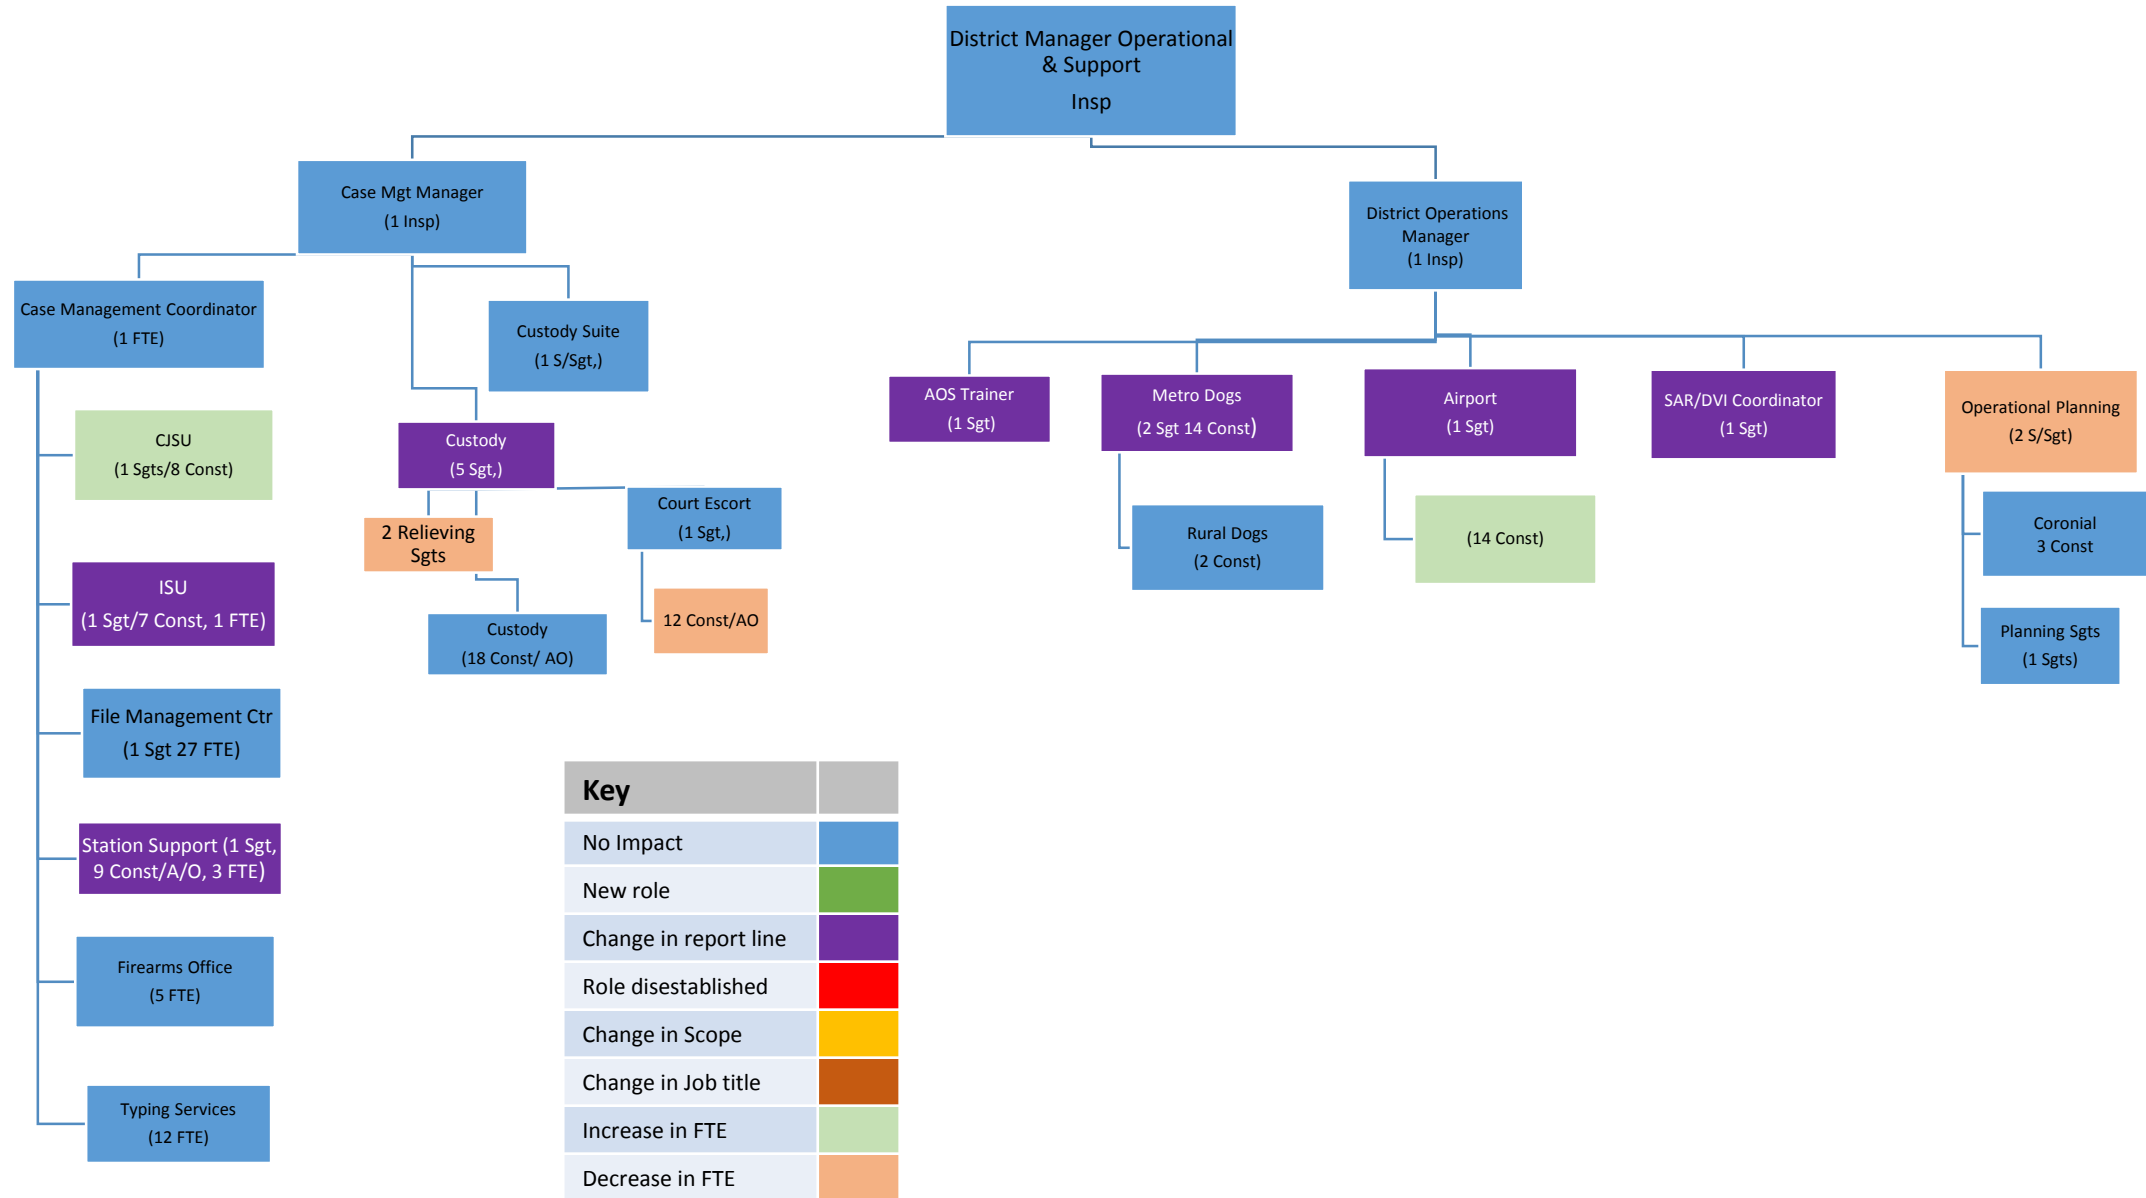 District Manager Operational
& Support
Insp
Case Mgt Manager
(1 Insp)
District Operations
Manager
(1 Insp)
Case Management Coordinator
(1 FTE)
Custody Suite
(1 S/Sgt,)
CJSU
(1 Sgts/8 Const)
Custody
(5 Sgt,)
2 Relieving
Sgts
Court Escort
(1 Sgt,)
12 Const/AO
Custody
(18 Const/ AO)
ISU
(1 Sgt/7 Const, 1 FTE)
File Management Ctr
(1 Sgt 27 FTE)
Station Support (1 Sgt,
9 Const/A/O, 3 FTE)
Firearms Office
(5 FTE)
Typing Services
(12 FTE)
AOS Trainer
(1 Sgt)
Metro Dogs
(2 Sgt 14 Const)
Rural Dogs
(2 Const)
Airport
(1 Sgt)
(14 Const)
SAR/DVI Coordinator
(1 Sgt)
Operational Planning
(2 S/Sgt)
Coronial
3 Const
Planning Sgts
(1 Sgts)
Key
No Impact
New role
Change in report line
Role disestablished
Change in Scope
Change in Job title
Increase in FTE
Decrease in FTE